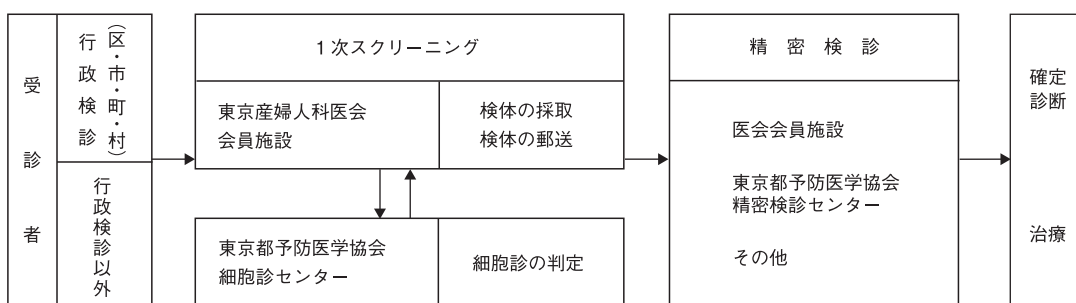 受診者
行政検診
（区・市・町・村）
行政検診以外
1次スクリーニング
東京産婦人科医会
会員施設
検体の採取
検体の郵送
東京都予防医学協会
細胞診センター
細胞診の判定
精密検診
医会会員施設
東京都予防医学協会
精密検診センター
その他
確定
診断
治療